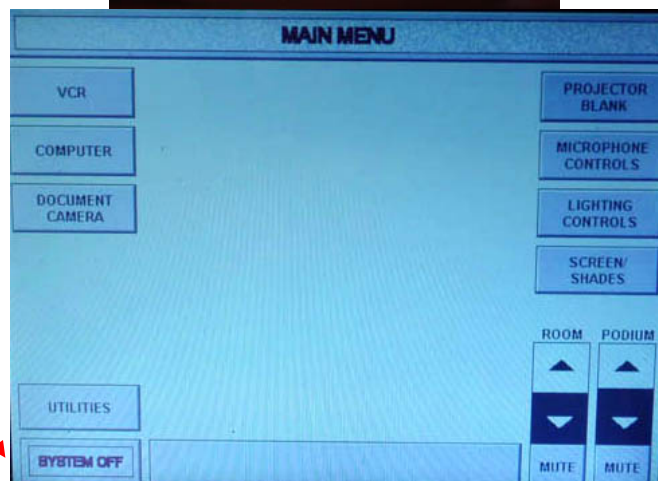 MAIN MENU
VCR
COMPUTER
DOCUMENT
CAMERA
UTILITIES
SYSTEM OFF
PROJECTOR
BLANK
MICROPHONE
CONTROLS
LIGHTING
CONTROLS
SCREEN/
SHADES
ROOM PODIUM
MUTE MUTE